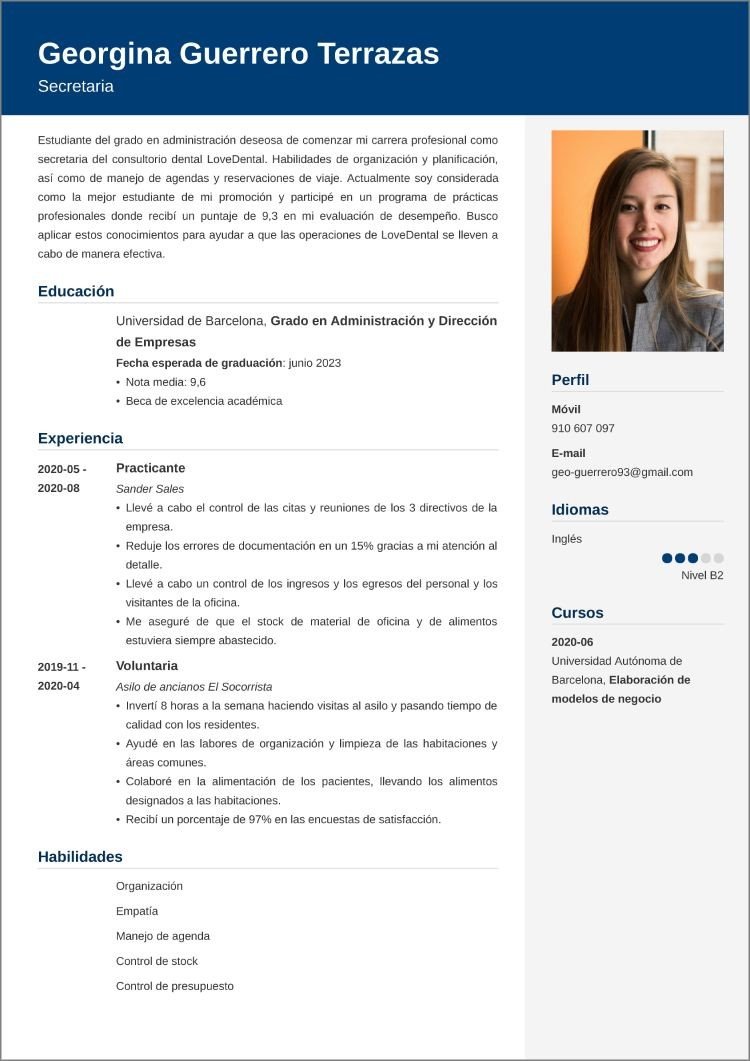 Georgina Guerrero Terrazas
Secretaria
Estudiante del grado en administración deseosa de comenzar mi carrera profesional como
secretaria del consultorio dental LoveDental. Habilidades de organización y planificación,
así como de manejo de agendas y reservaciones de viaje. Actualmente soy considerada
como la mejor estudiante de mi promoción y participé en un programa de prácticas
profesionales donde recibí un puntaje de 9,3 en mi evaluación de desempeño. Busco
aplicar estos conocimientos para ayudar a que las operaciones de LoveDental se lleven a
cabo de manera efectiva.
Educación
Universidad de Barcelona, Grado en Administración y Dirección
de Empresas
Fecha esperada de graduación: junio 2023
• Nota media: 9,6
• Beca de excelencia académica
Experiencia
2020-05 -
2020-08
Practicante
Sander Sales
• Llevé a cabo el control de las citas y reuniones de los 3 directivos de la
empresa.
• Reduje los errores de documentación en un 15% gracias a mi atención al
detalle.
• Llevé a cabo un control de los ingresos y los egresos del personal y los
visitantes de la oficina.
• Me aseguré de que el stock de material de oficina y de alimentos
estuviera siempre abastecido.
2019-11 -
2020-04
Voluntaria
Asilo de ancianos El Socorrista
• Invertí 8 horas a la semana haciendo visitas al asilo y pasando tiempo de
calidad con los residentes.
• Ayudé en las labores de organización y limpieza de las habitaciones y
áreas comunes.
• Colaboré en la alimentación de los pacientes, llevando los alimentos
designados a las habitaciones.
• Recibí un porcentaje de 97% en las encuestas de satisfacción.
Habilidades
Organización
Empatía
Manejo de agenda
Control de stock
Control de presupuesto
Perfil
Móvil
910 607 097
E-mail
geo-guerrero93@gmail.com
Idiomas
Inglés
Nivel B2
Cursos
2020-06
Universidad Autónoma de
Barcelona, Elaboración de
modelos de negocio